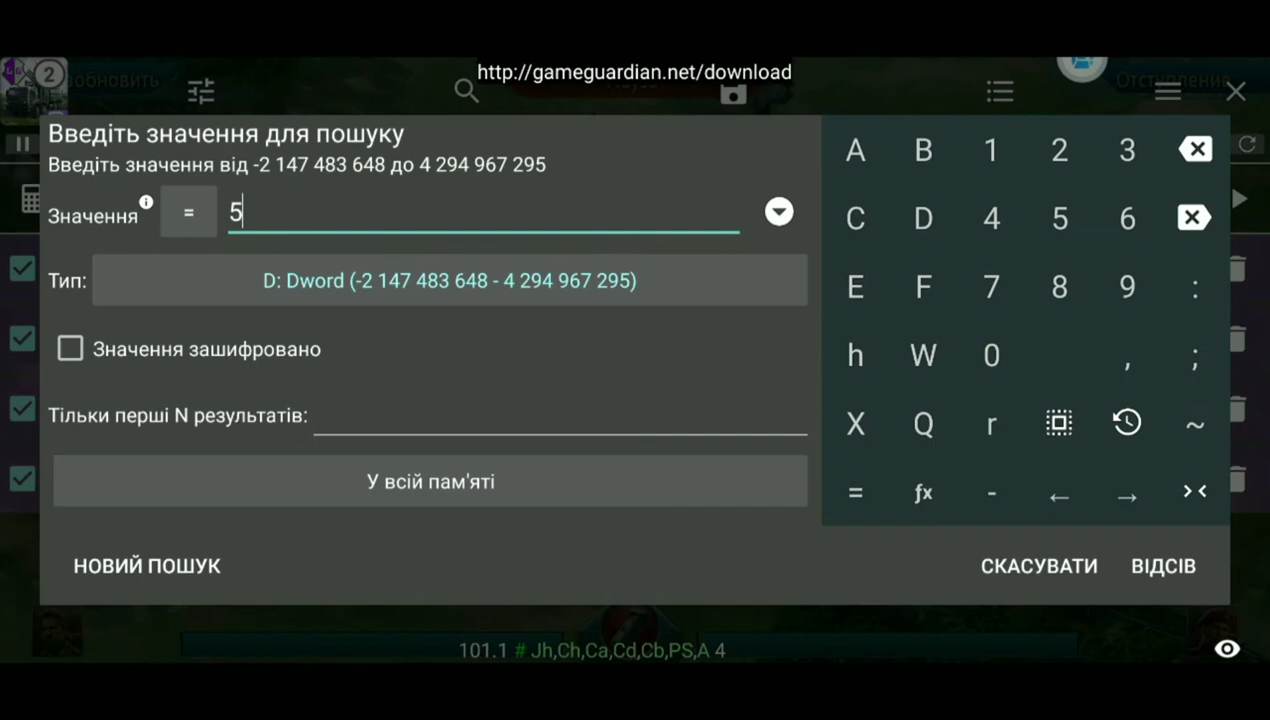 http://gameguardian.net/download
2
Отступление
Введіть значення для пошуку
Введіть значення від -2 147 483 648 до 4 294 967 295
Значення = 5
Тип: D: Dword (-2 147 483 648 - 4 294 967 295)
Значення зашифровано
Тільки перші N результатів:
У всій пам'яті
НОВИЙ ПОШУК СКАСУВАТИ ВІДСІВ
A B 1 2 3
C D 4 5 6
E F 7 8 9 :
h W 0 , ;
X Q r ~
= fx - ← → ><
101.1 # Jh,Ch,Ca,Cd,Cb,PS,A 4